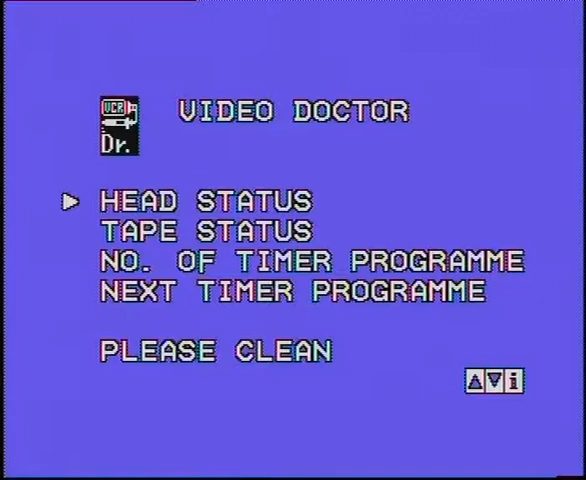 VCR
Dr.
VIDEO DOCTOR
HEAD STATUS
TAPE STATUS
NO. OF TIMER PROGRAMME
NEXT TIMER PROGRAMME
PLEASE CLEAN
i